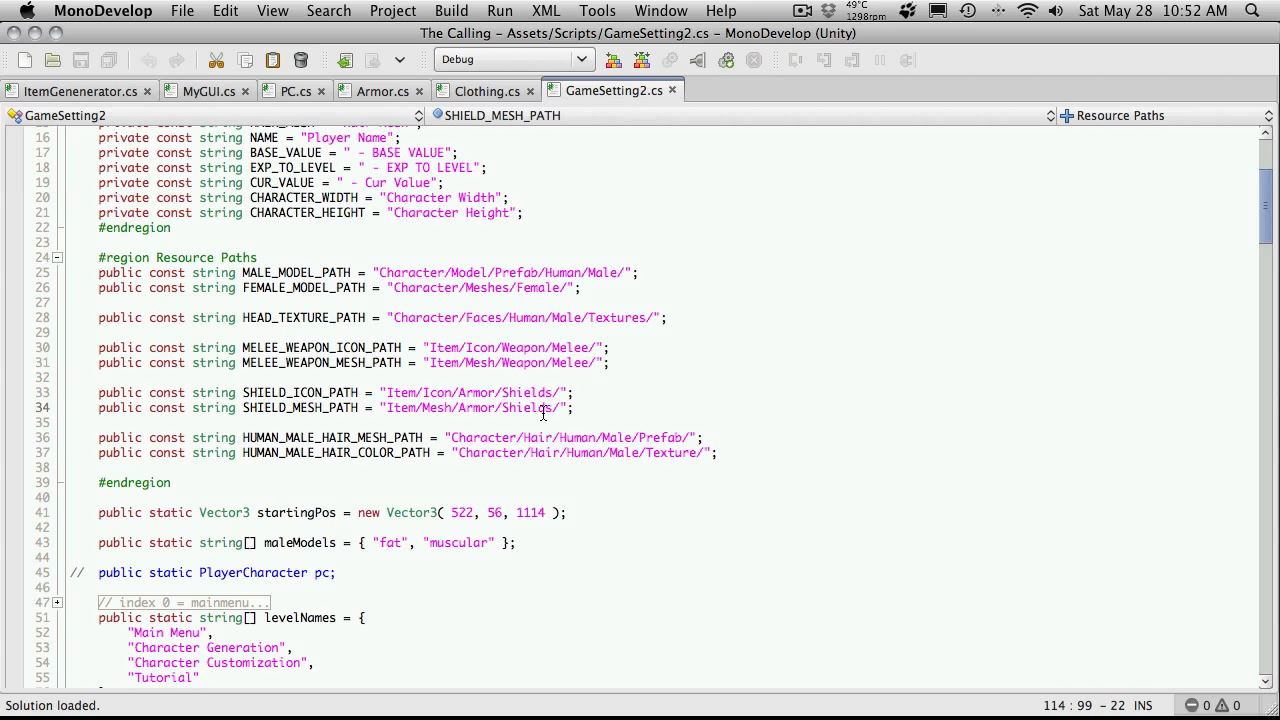 MonoDevelop File Edit View Search Project Build Run XML Tools Window Help 49°C 1298rpm Sat May 28 10:52 AM
The Calling - Assets/Scripts/GameSetting2.cs - MonoDevelop (Unity)
Debug
ItemGenenerator.cs MyGUI.cs PC.cs Armor.cs Clothing.cs GameSetting2.cs
GameSetting2 SHIELD_MESH_PATH Resource Paths
16 private const string NAME = "Player Name";
17 private const string BASE_VALUE = " - BASE VALUE";
18 private const string EXP_TO_LEVEL = " - EXP TO LEVEL";
19 private const string CUR_VALUE = " - Cur Value";
20 private const string CHARACTER_WIDTH = "Character Width";
21 private const string CHARACTER_HEIGHT = "Character Height";
22 #endregion
23
24 #region Resource Paths
25 public const string MALE_MODEL_PATH = "Character/Model/Prefab/Human/Male/";
26 public const string FEMALE_MODEL_PATH = "Character/Meshes/Female/";
27
28 public const string HEAD_TEXTURE_PATH = "Character/Faces/Human/Male/Textures/";
29
30 public const string MELEE_WEAPON_ICON_PATH = "Item/Icon/Weapon/Melee/";
31 public const string MELEE_WEAPON_MESH_PATH = "Item/Mesh/Weapon/Melee/";
32
33 public const string SHIELD_ICON_PATH = "Item/Icon/Armor/Shields/";
34 public const string SHIELD_MESH_PATH = "Item/Mesh/Armor/Shields/";
35
36 public const string HUMAN_MALE_HAIR_MESH_PATH = "Character/Hair/Human/Male/Prefab/";
37 public const string HUMAN_MALE_HAIR_COLOR_PATH = "Character/Hair/Human/Male/Texture/";
38
39 #endregion
40
41 public static Vector3 startingPos = new Vector3( 522, 56, 1114 );
42
43 public static string[] maleModels = { "fat", "muscular" };
44
45 // public static PlayerCharacter pc;
46
47 // index 0 = mainmenu...
51 public static string[] levelNames = {
52 "Main Menu",
53 "Character Generation",
54 "Character Customization",
55 "Tutorial"
Solution loaded. 114 : 99 - 22 INS 0 0